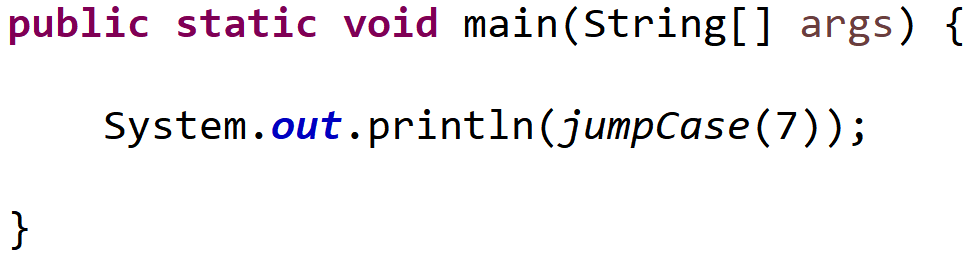 public static void main(String[] args) {
System.out.println(jumpCase(7));
}